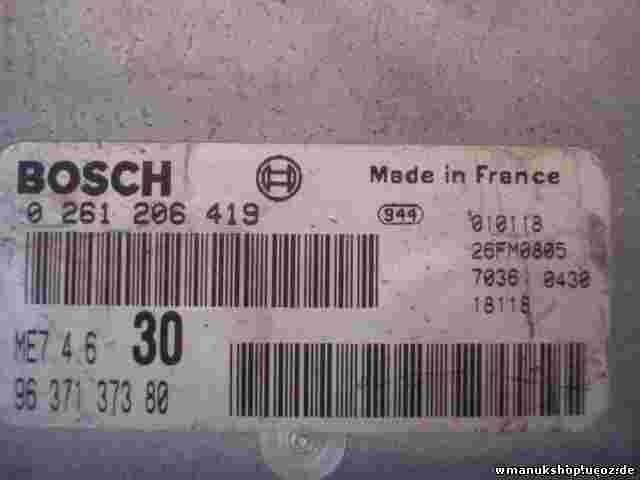 BOSCH
Made in France
0 261 206 419
944
010118
26FM0805
7036 0430
18118
ME7 4.6 30
96 371 373 80
wmanukshop.ucoz.de